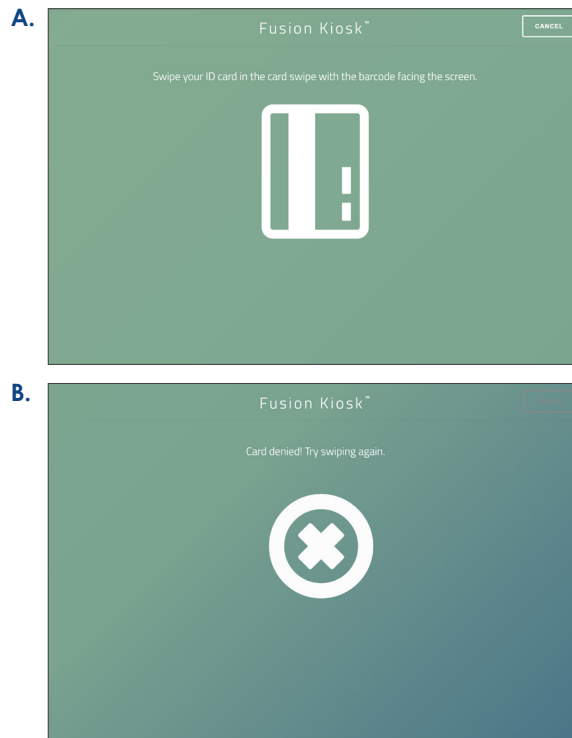 A.
Fusion Kiosk™
CANCEL
Swipe your ID card in the card swipe with the barcode facing the screen.
B.
Fusion Kiosk™
Card denied! Try swiping again.